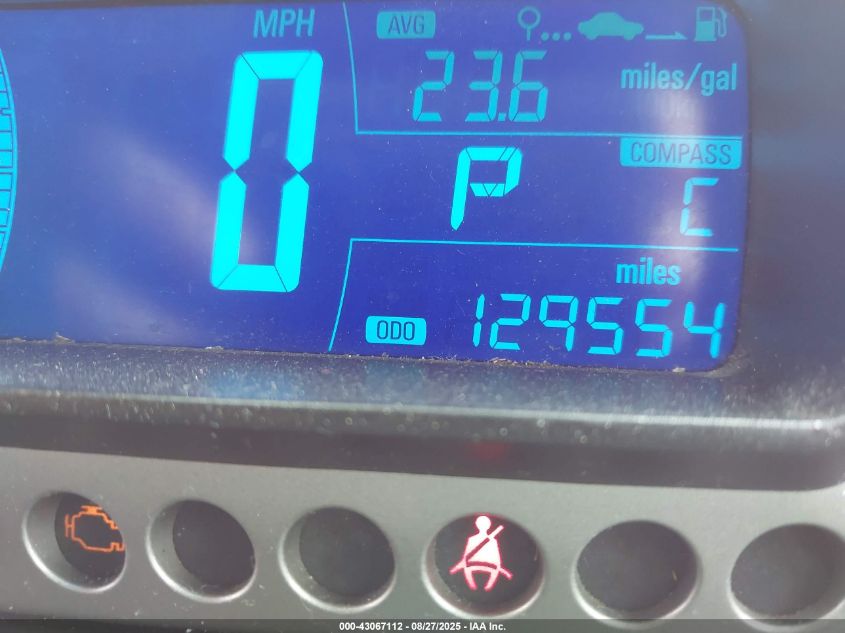 MPH
AVG
23.6
miles/gal
0
COMPASS
P
C
miles
ODO
129554
000-43067112 - 08/27/2025 - IAA Inc.